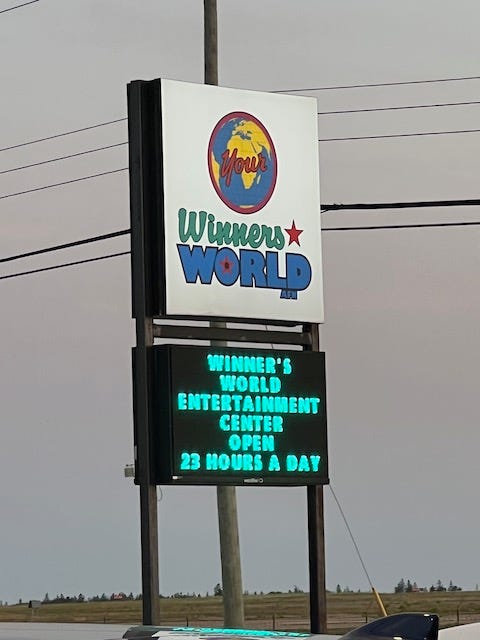 Your
Winners
WORLD
WINNER'S
WORLD
ENTERTAINMENT
CENTER
OPEN
23 HOURS A DAY